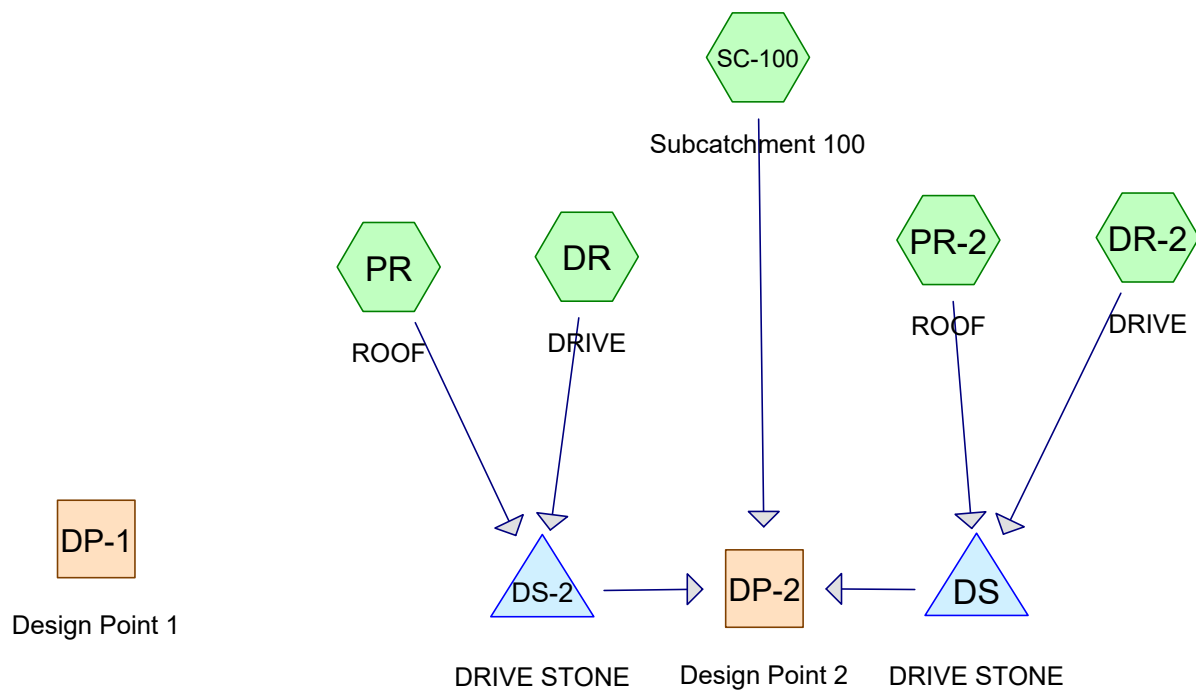 SC-100
Subcatchment 100
PR
DR
PR-2
DR-2
ROOF
DRIVE
ROOF
DRIVE
DP-1
DS-2
DP-2
DS
Design Point 1
DRIVE STONE
Design Point 2
DRIVE STONE